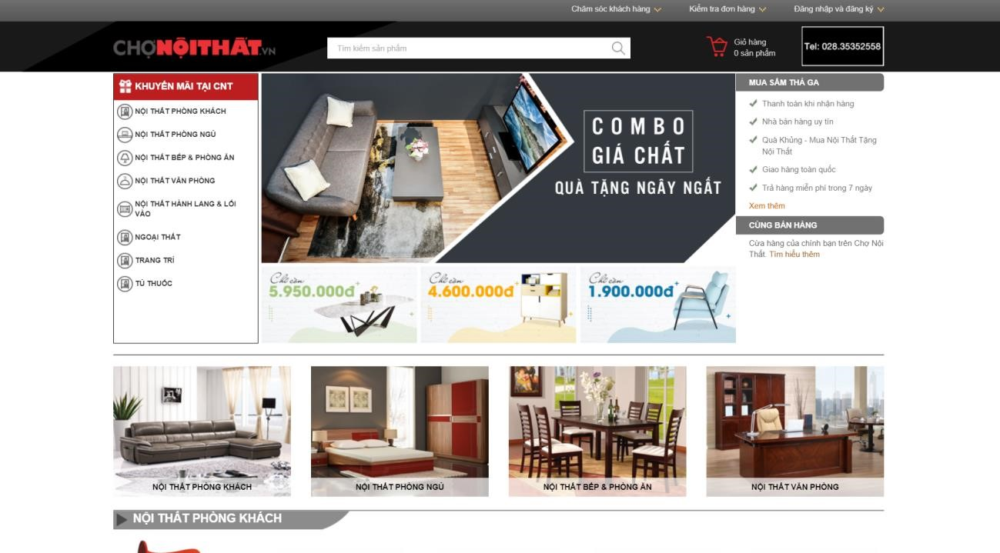 Chăm sóc khách hàng
Kiểm tra đơn hàng
Đăng nhập và đăng ký
CHỢNỘITHẤT.VN
Tìm kiếm sản phẩm
Giỏ hàng
0 sản phẩm
Tel: 028.35352558
KHUYẾN MÃI TẠI CNT
NỘI THẤT PHÒNG KHÁCH
NỘI THẤT PHÒNG NGỦ
NỘI THẤT BẾP & PHÒNG ĂN
NỘI THẤT VĂN PHÒNG
NỘI THẤT HÀNH LANG & LỐI
VÀO
NGOẠI THẤT
TRANG TRÍ
TỦ THUỐC
COMBO
GIÁ CHẤT
QUÀ TẶNG NGÂY NGẤT
Chỉ cần
5.950.000đ
Chỉ cần
4.600.000đ
Chỉ cần
1.900.000đ
MUA SẮM THẢ GA
Thanh toán khi nhận hàng
Nhà bán hàng uy tín
Quà Khủng - Mua Nội Thất Tặng
Nội Thất
Giao hàng toàn quốc
Trả hàng miễn phí trong 7 ngày
Xem thêm
CÙNG BÁN HÀNG
Cửa hàng của chính bạn trên Chợ Nội
Thất. Tìm hiểu thêm
NỘI THẤT PHÒNG KHÁCH
NỘI THẤT PHÒNG NGỦ
NỘI THẤT BẾP & PHÒNG ĂN
NỘI THẤT VĂN PHÒNG
NỘI THẤT PHÒNG KHÁCH